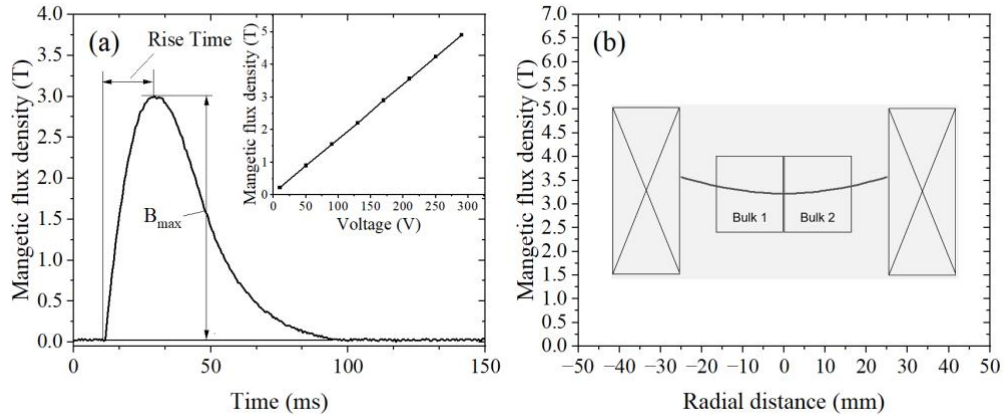 (a)
Rise Time
B max
Mangetic flux density (T)
4.0
3.5
3.0
2.5
2.0
1.5
1.0
0.5
0.0
0 50 100 150
Time (ms)
Mangetic flux density (T)
5
4
3
2
1
0
0 50 100 150 200 250 300
Voltage (V)
(b)
Mangetic flux density (T)
7.0
6.5
6.0
5.5
5.0
4.5
4.0
3.5
3.0
2.5
2.0
1.5
1.0
0.5
0.0
Bulk 1 Bulk 2
−50 −40 −30 −20 −10 0 10 20 30 40 50
Radial distance (mm)